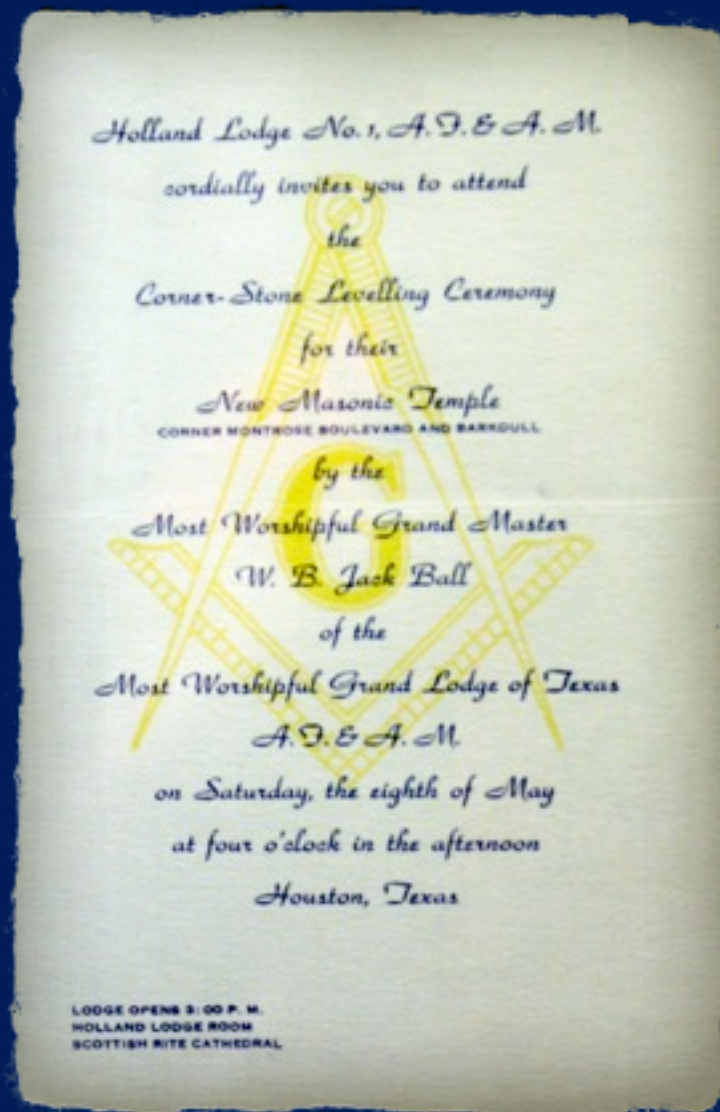 Holland Lodge No. 1, A. F. & A. M.
cordially invites you to attend
the
Corner-Stone Levelling Ceremony
for their
New Masonic Temple
CORNER MONTROSE BOULEVARD AND BARKDULL
by the
Most Worshipful Grand Master
W. B. Jack Ball
of the
Most Worshipful Grand Lodge of Texas
A. F. & A. M.
on Saturday, the eighth of May
at four o'clock in the afternoon
Houston, Texas
G
LODGE OPENS 3:00 P. M.
HOLLAND LODGE ROOM
SCOTTISH RITE CATHEDRAL